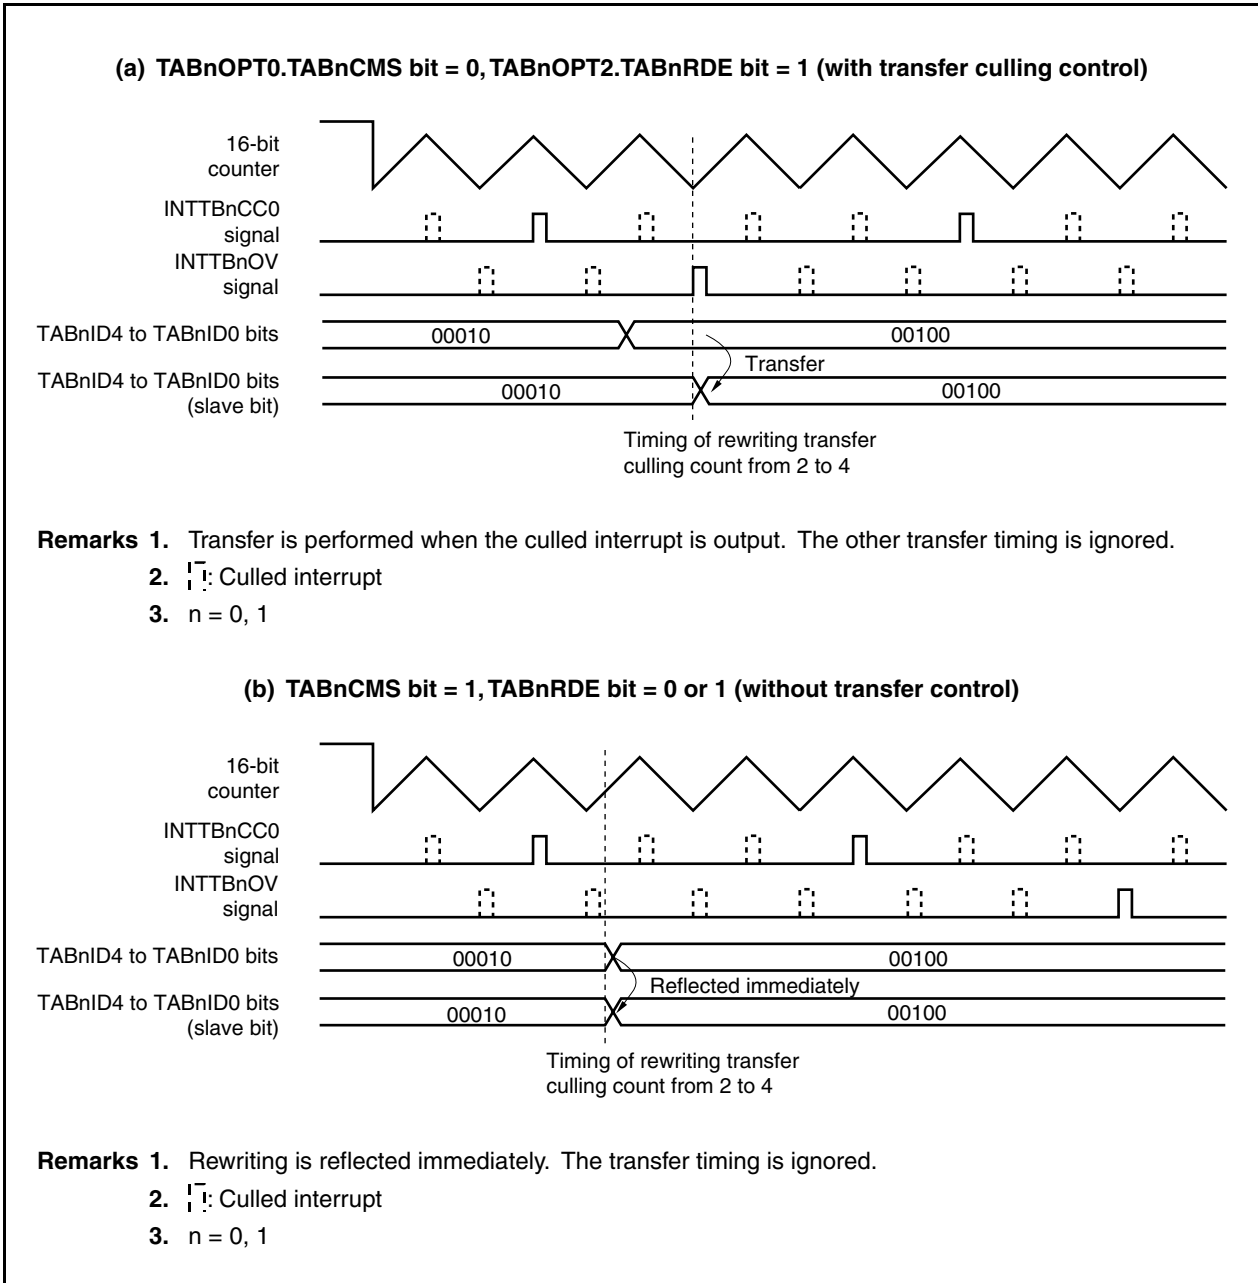 (a) TABnOPT0.TABnCMS bit = 0, TABnOPT2.TABnRDE bit = 1 (with transfer culling control)
16-bit
counter
INTTBnCC0
signal
INTTBnOV
signal
TABnID4 to TABnID0 bits
00010
00100
Transfer
TABnID4 to TABnID0 bits
(slave bit)
00010
00100
Timing of rewriting transfer
culling count from 2 to 4
Remarks 1. Transfer is performed when the culled interrupt is output. The other transfer timing is ignored.
2. : Culled interrupt
3. n = 0, 1
(b) TABnCMS bit = 1, TABnRDE bit = 0 or 1 (without transfer control)
16-bit
counter
INTTBnCC0
signal
INTTBnOV
signal
TABnID4 to TABnID0 bits
00010
00100
Reflected immediately
TABnID4 to TABnID0 bits
(slave bit)
00010
00100
Timing of rewriting transfer
culling count from 2 to 4
Remarks 1. Rewriting is reflected immediately. The transfer timing is ignored.
2. : Culled interrupt
3. n = 0, 1